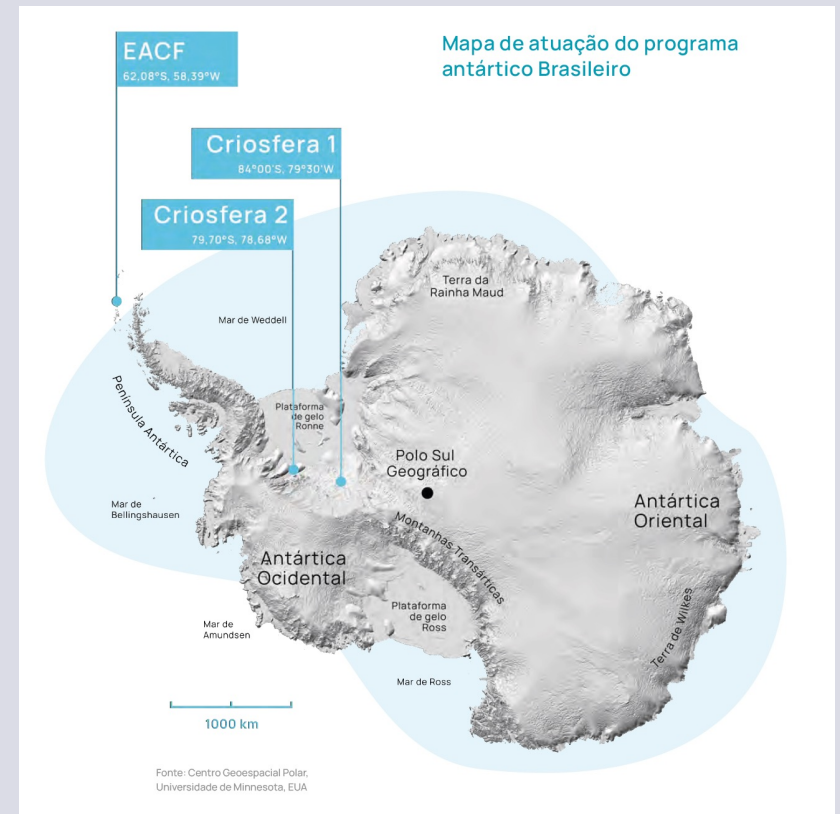 Mapa de atuação do programa
antártico Brasileiro
EACF
62,08°S, 58,39°W
Criosfera 1
84°00'S, 79°30'W
Criosfera 2
79,70°S, 78,68°W
Terra da
Rainha Maud
Mar de Weddell
Península Antártica
Plataforma
de gelo
Ronne
Polo Sul
Geográfico
Mar de
Bellingshausen
Antártica
Oriental
Montanhas Transárticas
Antártica
Ocidental
Plataforma
de gelo
Ross
Terra de Wilkes
Mar de
Amundsen
Mar de Ross
1000 km
Fonte: Centro Geoespacial Polar,
Universidade de Minnesota, EUA